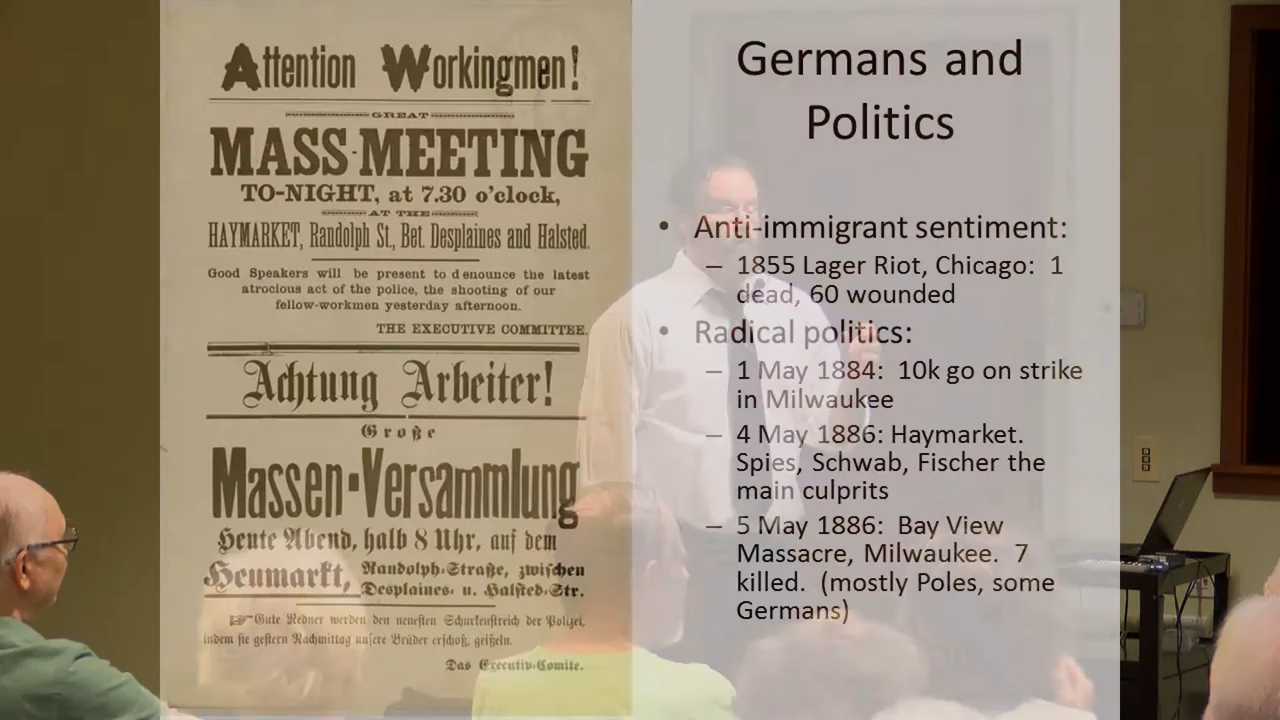 Attention Workingmen!
GREAT
MASS-MEETING
TO-NIGHT, at 7.30 o'clock,
AT THE
HAYMARKET, Randolph St., Bet. Desplaines and Halsted.
Good Speakers will be present to denounce the latest
atrocious act of the police, the shooting of our
fellow-workmen yesterday afternoon.
THE EXECUTIVE COMMITTEE.
Achtung Arbeiter!
Große
Massen-Versammlung
Heute Abend, halb 8 Uhr, auf dem
Heumarkt, Randolph-Straße, zwischen
Desplaines- u. Halsted-Str.
Gute Redner werden den neuesten Schurkenstreich der Polizei,
indem sie gestern Nachmittag unsere Brüder erschoß, geißeln.
Das Executiv-Comite.
Germans and
Politics
• Anti-immigrant sentiment:
– 1855 Lager Riot, Chicago: 1
dead, 60 wounded
• Radical politics:
– 1 May 1884: 10k go on strike
in Milwaukee
– 4 May 1886: Haymarket.
Spies, Schwab, Fischer the
main culprits
– 5 May 1886: Bay View
Massacre, Milwaukee. 7
killed. (mostly Poles, some
Germans)